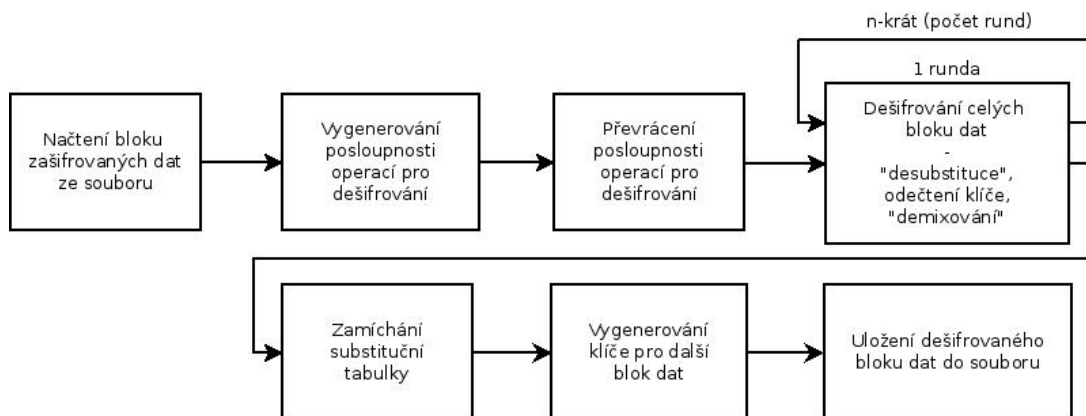 n-krát (počet rund)
1 runda
Načtení bloku
zašifrovaných dat
ze souboru
Vygenerování
posloupnosti
operací pro
dešifrování
Převrácení
posloupnosti
operací pro
dešifrování
Dešifrování celých
bloku dat
-
"desubstituce",
odečtení klíče,
"demixování"
Zamíchání
substituční
tabulky
Vygenerování
klíče pro další
blok dat
Uložení dešifrovaného
bloku dat do souboru